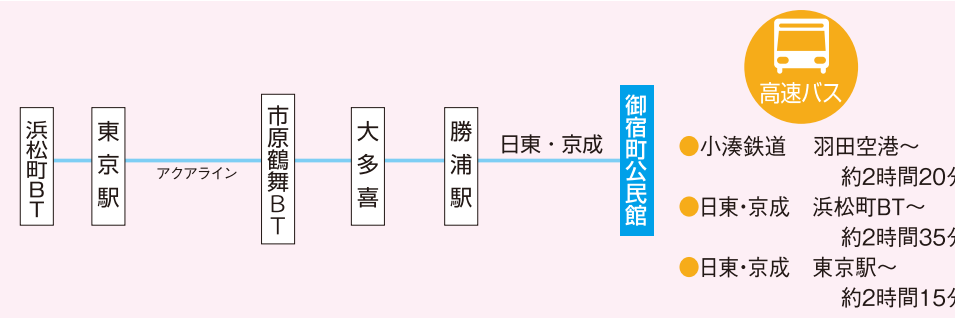 浜松町BT
東京駅
アクアライン
市原鶴舞BT
大多喜
勝浦駅
日東・京成
御宿町公民館
高速バス
●小湊鉄道 羽田空港～
約2時間20分
●日東･京成 浜松町BT～
約2時間35分
●日東･京成 東京駅～
約2時間15分